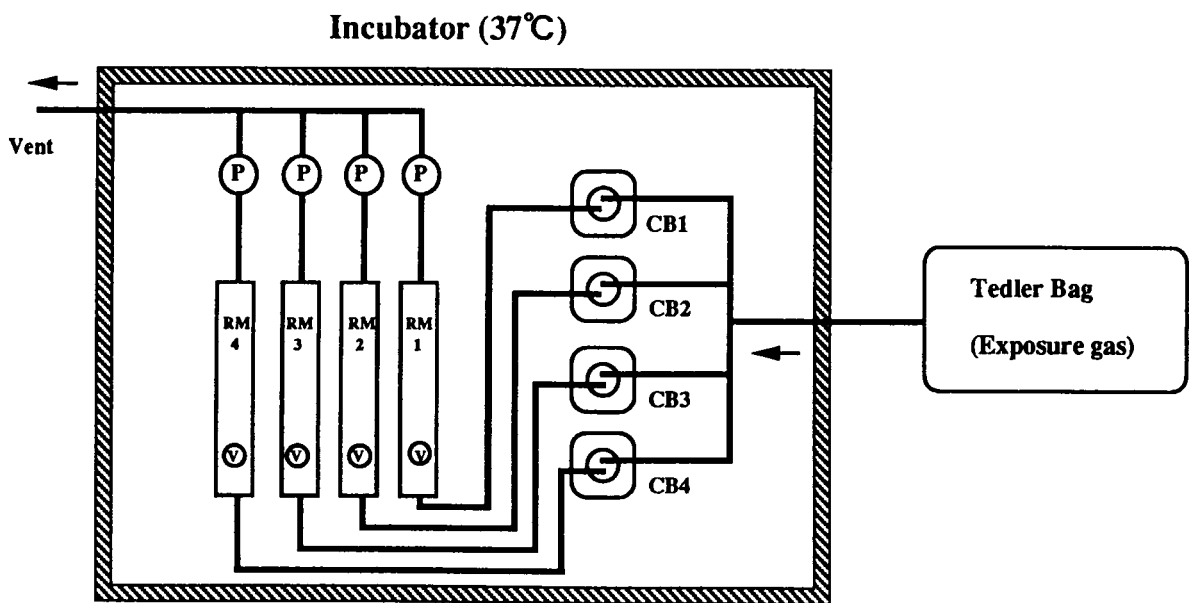 Incubator (37℃)
Vent
P P P P
CB1
RM RM RM RM
4 3 2 1
CB2
Tedler Bag
(Exposure gas)
CB3
V V V V
CB4